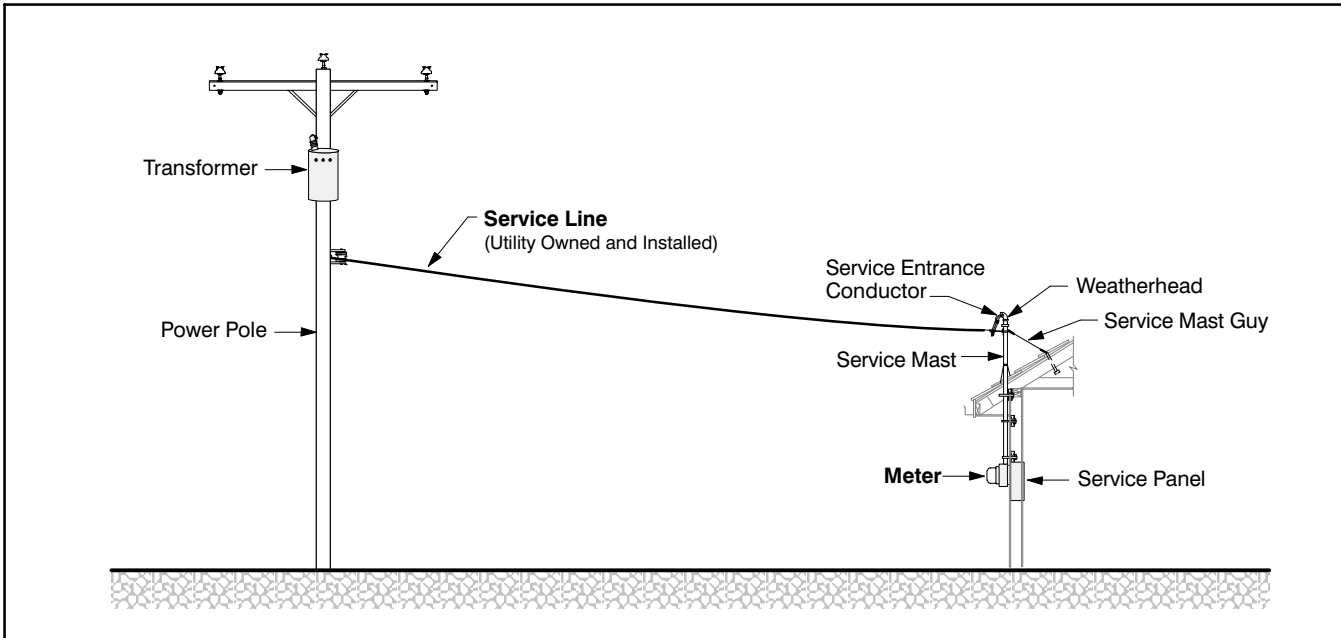 Transformer
Service Line
(Utility Owned and Installed)
Service Entrance
Conductor
Weatherhead
Service Mast Guy
Power Pole
Service Mast
Meter
Service Panel